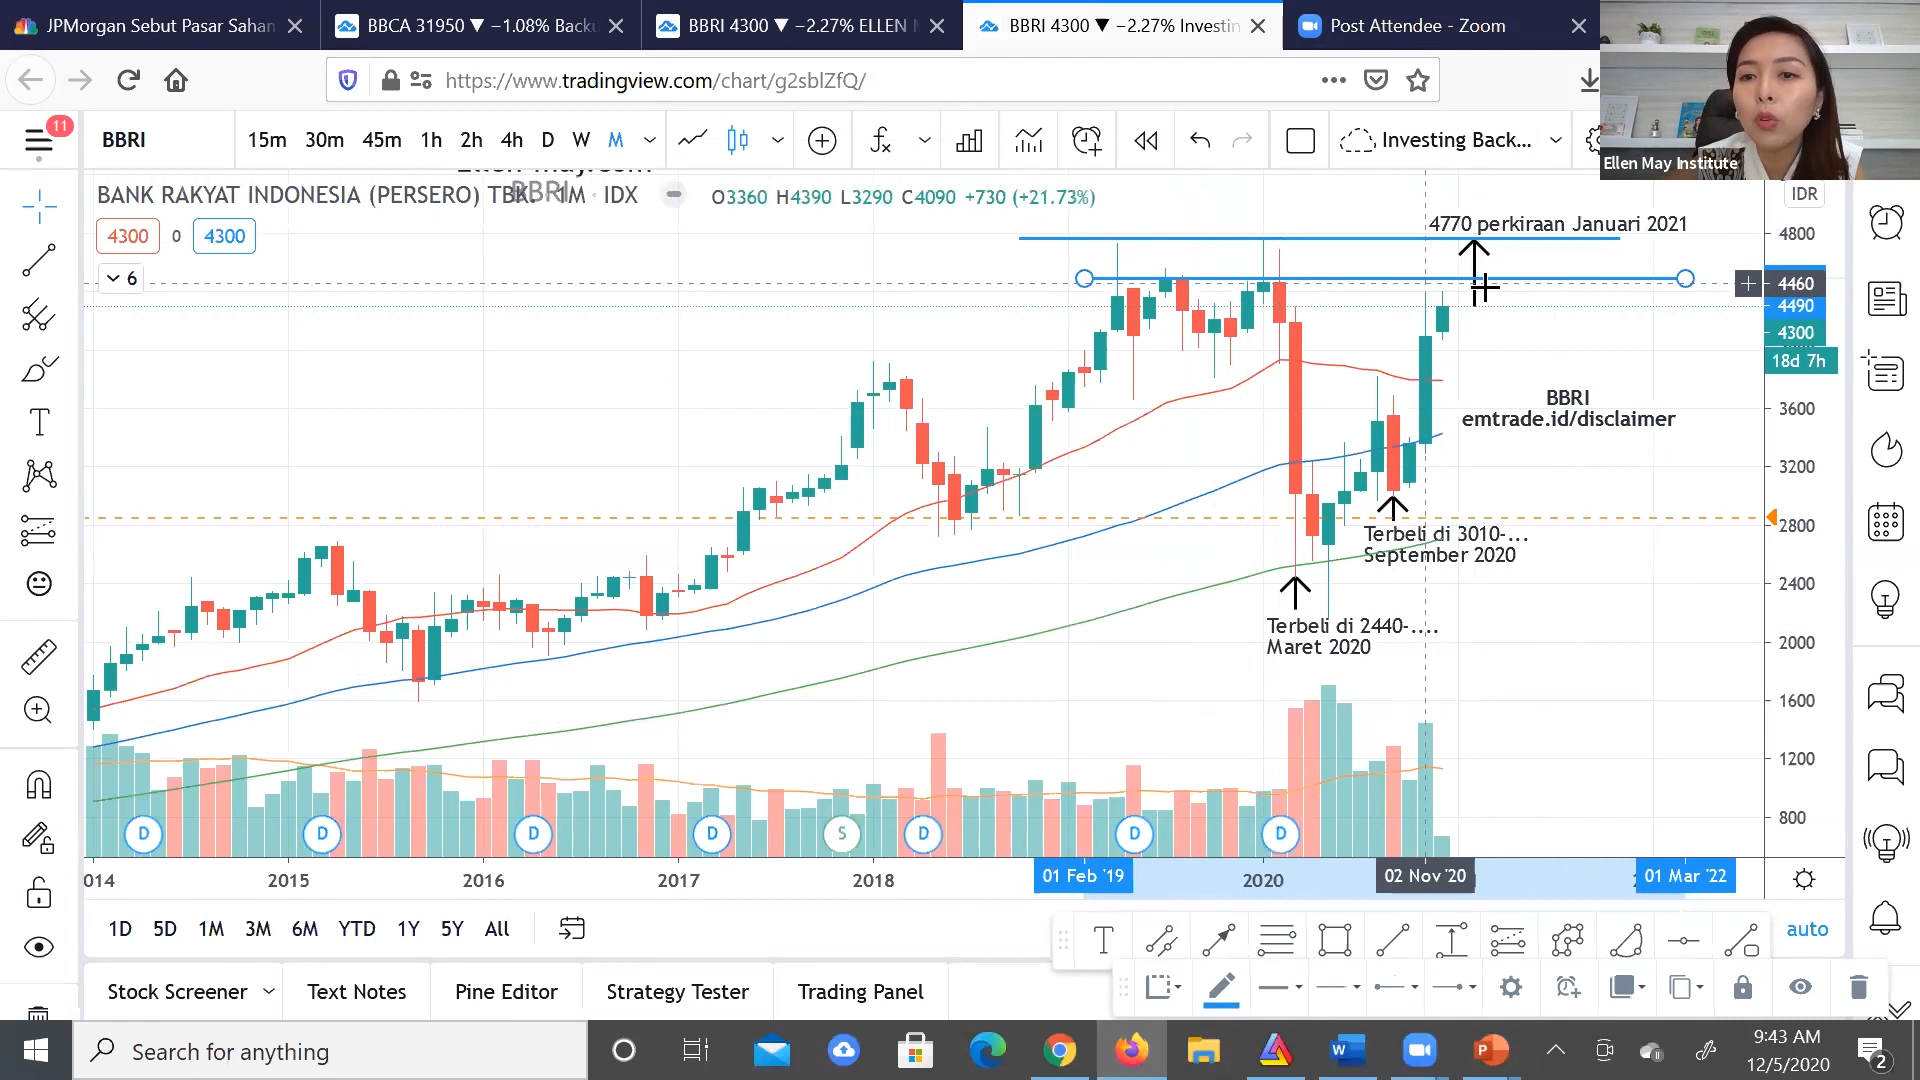 JPMorgan Sebut Pasar Sahan
BBCA 31950 ▼ −1.08% Backu
BBRI 4300 ▼ −2.27% ELLEN M
BBRI 4300 ▼ −2.27% Investin
Post Attendee - Zoom
https://www.tradingview.com/chart/g2sblZfQ/
11
BBRI
15m 30m 45m 1h 2h 4h D W M
Investing Back...
Ellen May Institute
BANK RAKYAT INDONESIA (PERSERO) TBK. 1M · IDX
BBRI
O3360 H4390 L3290 C4090 +730 (+21.73%)
IDR
4300 0 4300
6
4770 perkiraan Januari 2021
4800
4460
4490
4300
18d 7h
3600
3200
2800
2400
2000
1600
1200
800
BBRI
emtrade.id/disclaimer
Terbeli di 3010-...
September 2020
Terbeli di 2440-....
Maret 2020
D D D D S D D D
014 2015 2016 2017 2018 01 Feb '19 2020 02 Nov '20 01 Mar '22
1D 5D 1M 3M 6M YTD 1Y 5Y All
auto
Stock Screener Text Notes Pine Editor Strategy Tester Trading Panel
Search for anything
9:43 AM
12/5/2020
2